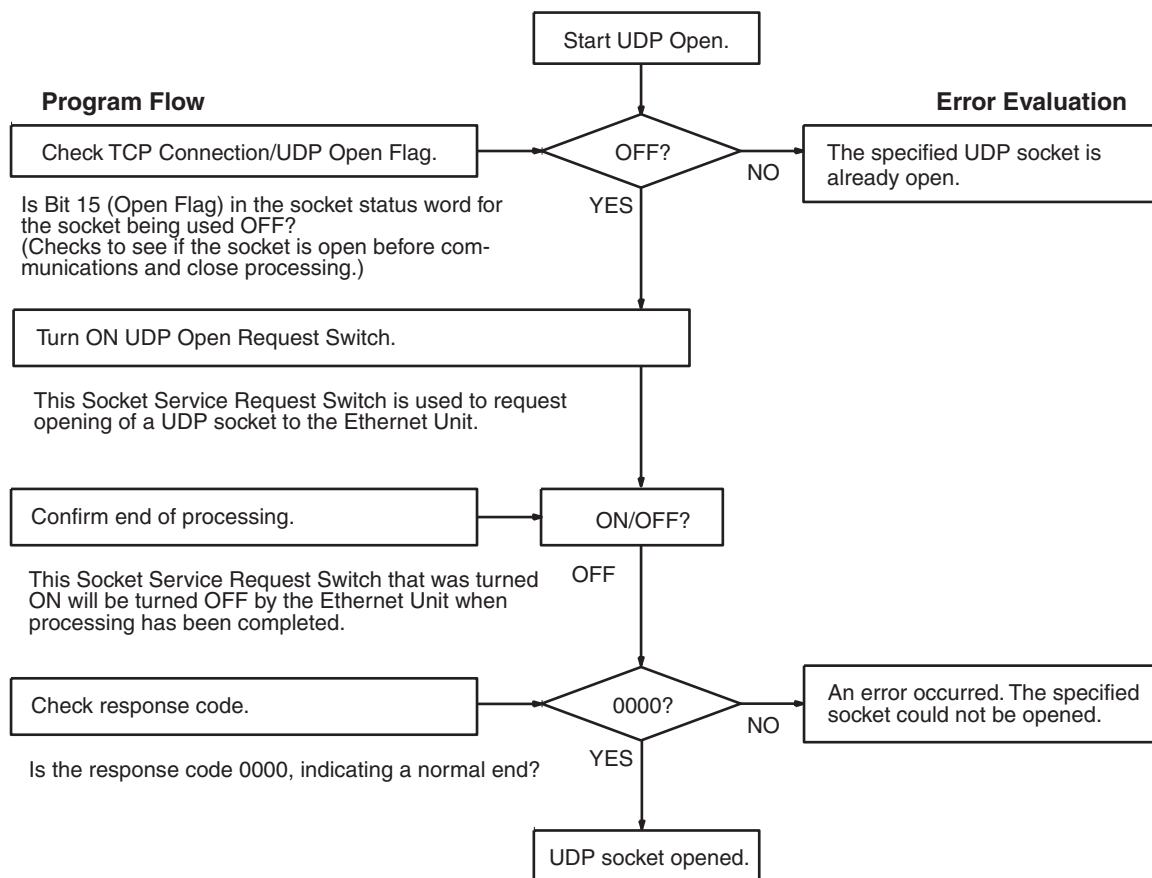 Start UDP Open.
Program Flow
Error Evaluation
Check TCP Connection/UDP Open Flag.
OFF?
NO
The specified UDP socket is
already open.
YES
Is Bit 15 (Open Flag) in the socket status word for
the socket being used OFF?
(Checks to see if the socket is open before com-
munications and close processing.)
Turn ON UDP Open Request Switch.
This Socket Service Request Switch is used to request
opening of a UDP socket to the Ethernet Unit.
Confirm end of processing.
ON/OFF?
OFF
This Socket Service Request Switch that was turned
ON will be turned OFF by the Ethernet Unit when
processing has been completed.
Check response code.
0000?
NO
An error occurred. The specified
socket could not be opened.
YES
Is the response code 0000, indicating a normal end?
UDP socket opened.